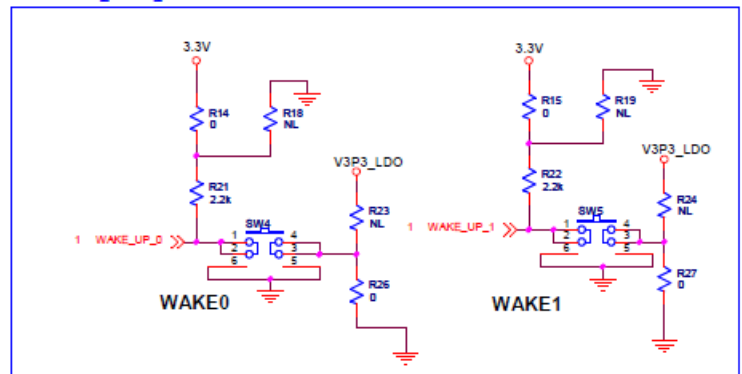 3.3V
R14
0
R18
NL
R21
2.2k
V3P3_LDO
R23
NL
1 WAKE_UP_0
SW4
1
2
6
4
3
5
R26
0
WAKE0
3.3V
R15
0
R19
NL
R22
2.2k
V3P3_LDO
R24
NL
1 WAKE_UP_1
SW5
1
2
6
4
3
5
R27
0
WAKE1